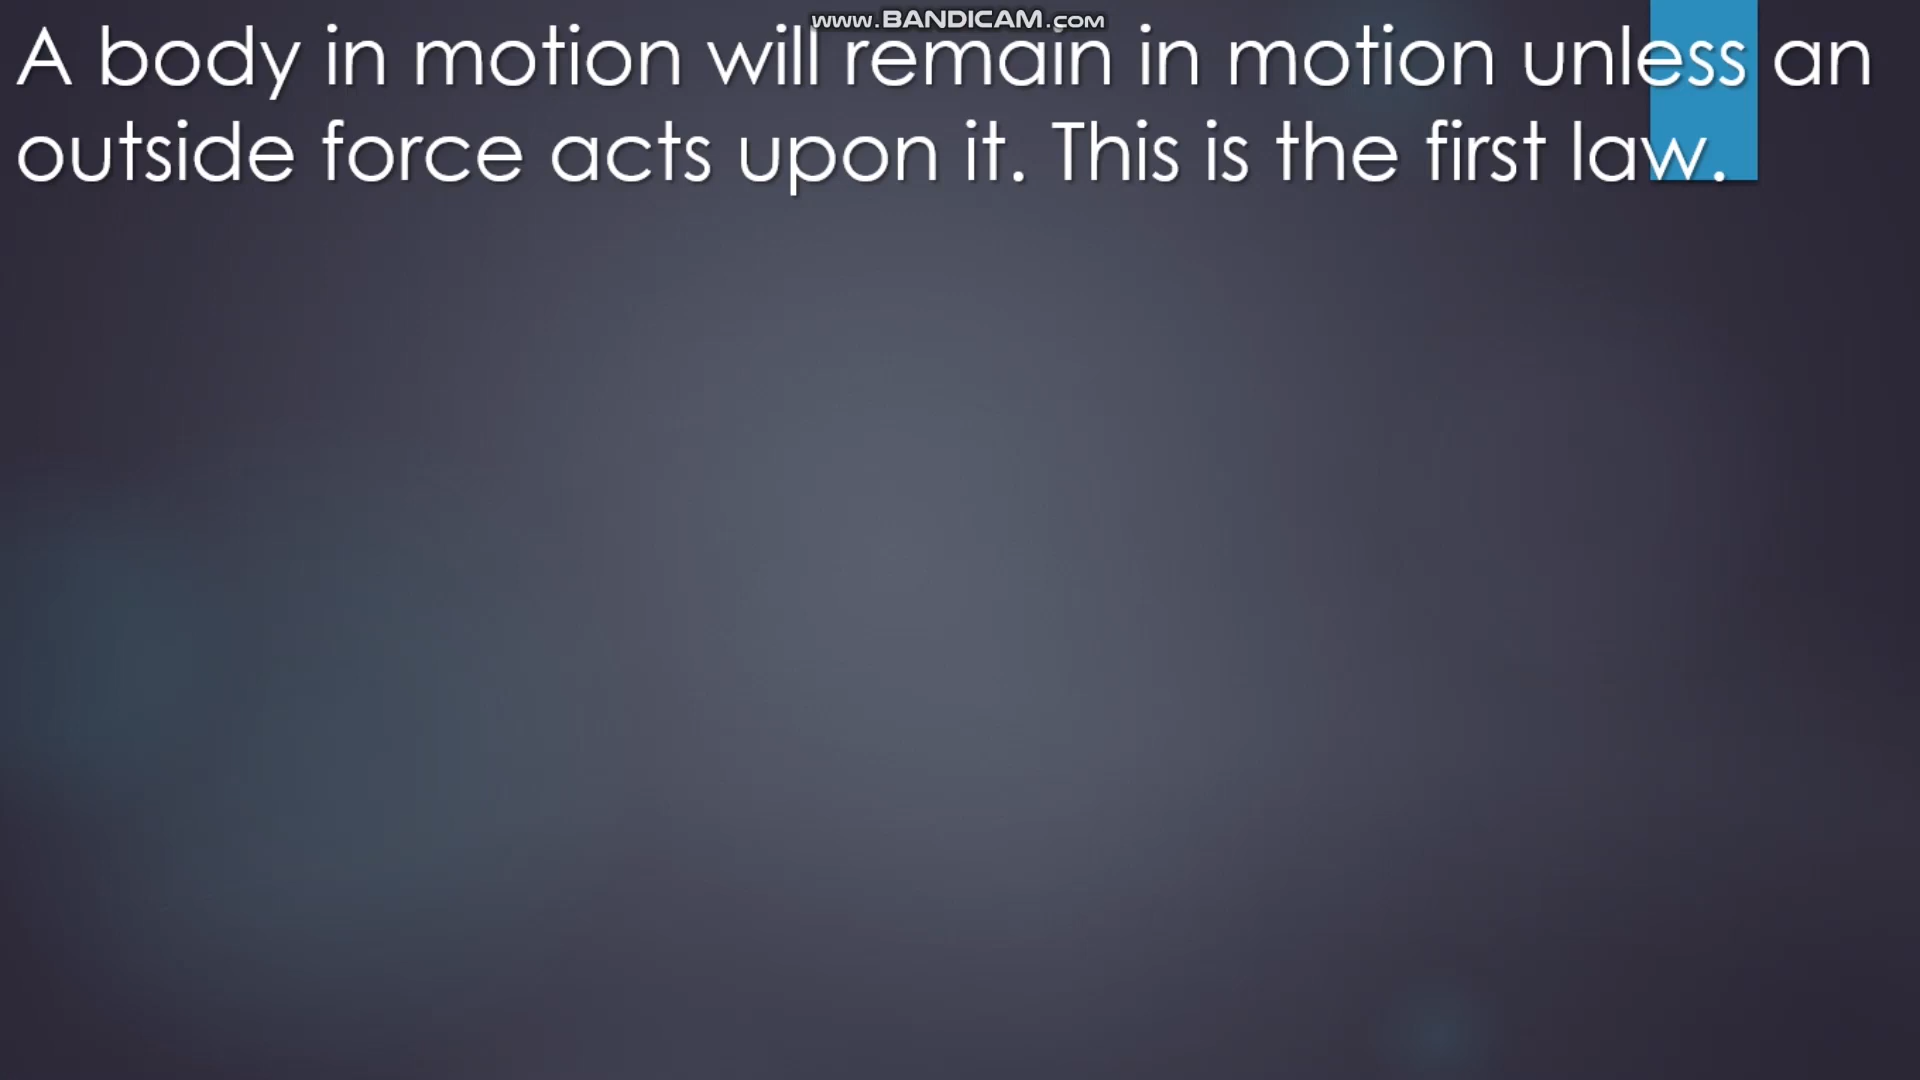 www.BANDICAM.com
A body in motion will remain in motion unless an
outside force acts upon it. This is the first law.